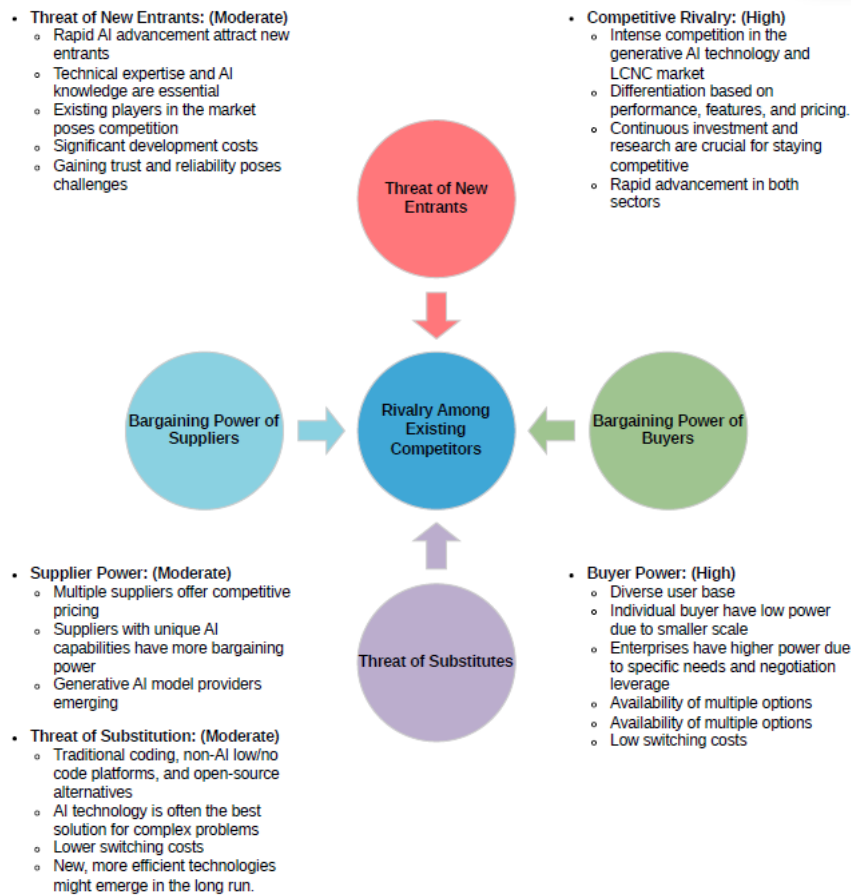 Threat of New Entrants: (Moderate)
Rapid AI advancement attract new
entrants
Technical expertise and AI
knowledge are essential
Existing players in the market
poses competition
Significant development costs
Gaining trust and reliability poses
challenges
Competitive Rivalry: (High)
Intense competition in the
generative AI technology and
LCNC market
Differentiation based on
performance, features, and pricing.
Continuous investment and
research are crucial for staying
competitive
Rapid advancement in both
sectors
Threat of New
Entrants
Bargaining Power of
Suppliers
Rivalry Among
Existing
Competitors
Bargaining Power of
Buyers
Threat of Substitutes
Supplier Power: (Moderate)
Multiple suppliers offer competitive
pricing
Suppliers with unique AI
capabilities have more bargaining
power
Generative AI model providers
emerging
Threat of Substitution: (Moderate)
Traditional coding, non-AI low/no
code platforms, and open-source
alternatives
AI technology is often the best
solution for complex problems
Lower switching costs
New, more efficient technologies
might emerge in the long run.
Buyer Power: (High)
Diverse user base
Individual buyer have low power
due to smaller scale
Enterprises have higher power due
to specific needs and negotiation
leverage
Availability of multiple options
Availability of multiple options
Low switching costs